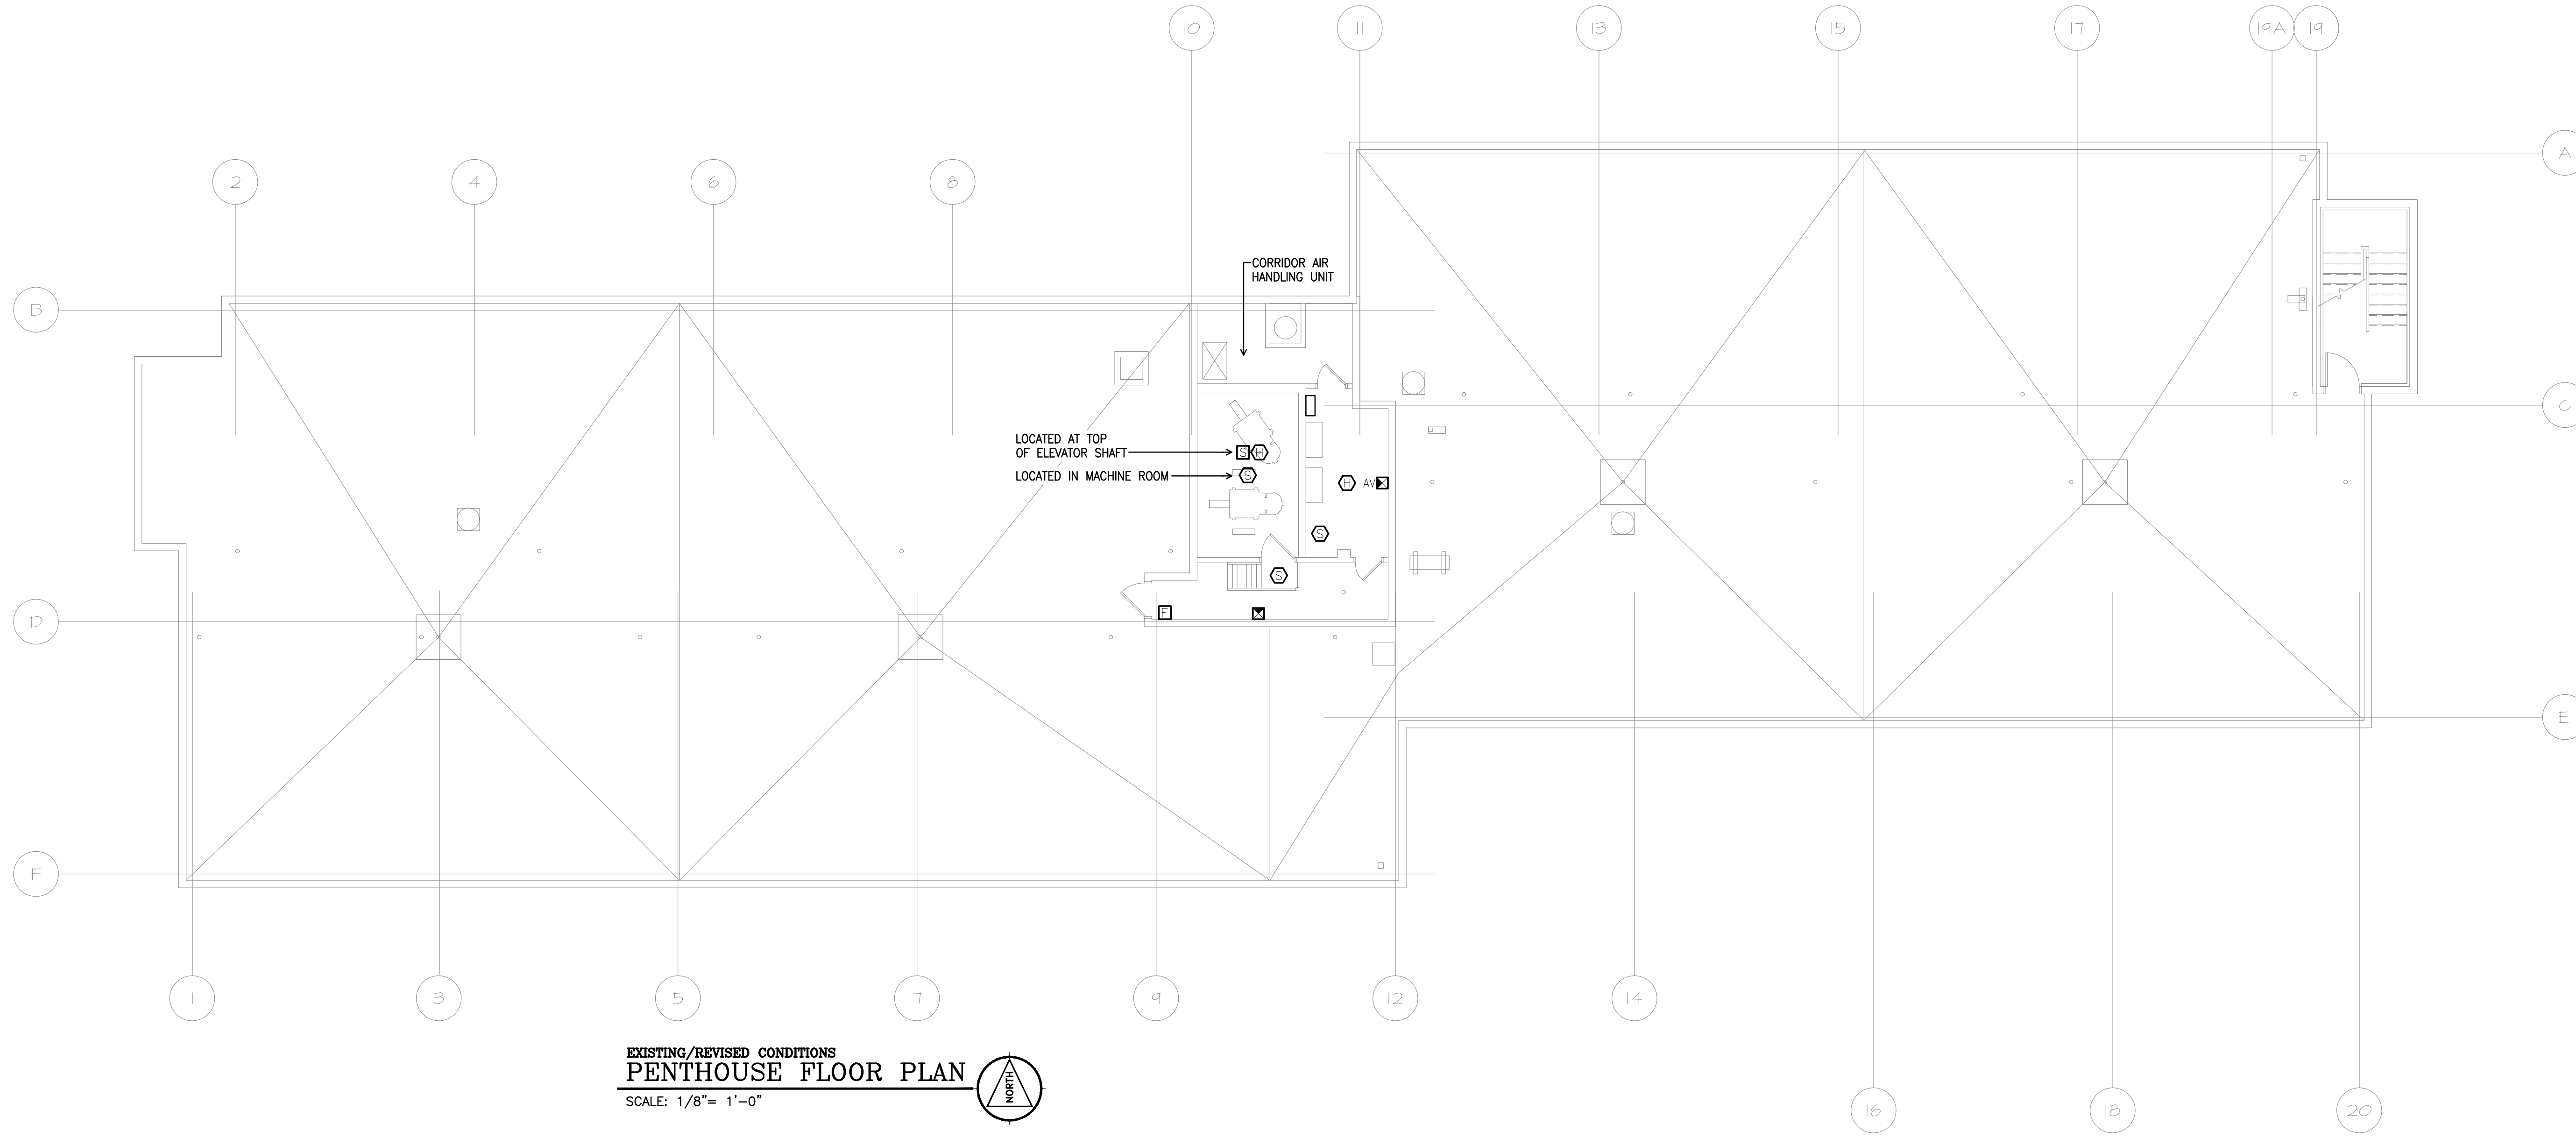 10 11 13 15 17 19A 19
A
2 4 6 8
CORRIDOR AIR
HANDLING UNIT
B
C
LOCATED AT TOP
OF ELEVATOR SHAFT
S H
LOCATED IN MACHINE ROOM
S
H AV
S
S
F
D
E
F
1 3 5 7 9 12 14
EXISTING/REVISED CONDITIONS
PENTHOUSE FLOOR PLAN
NORTH
SCALE: 1/8"= 1'-0"
16 18 20